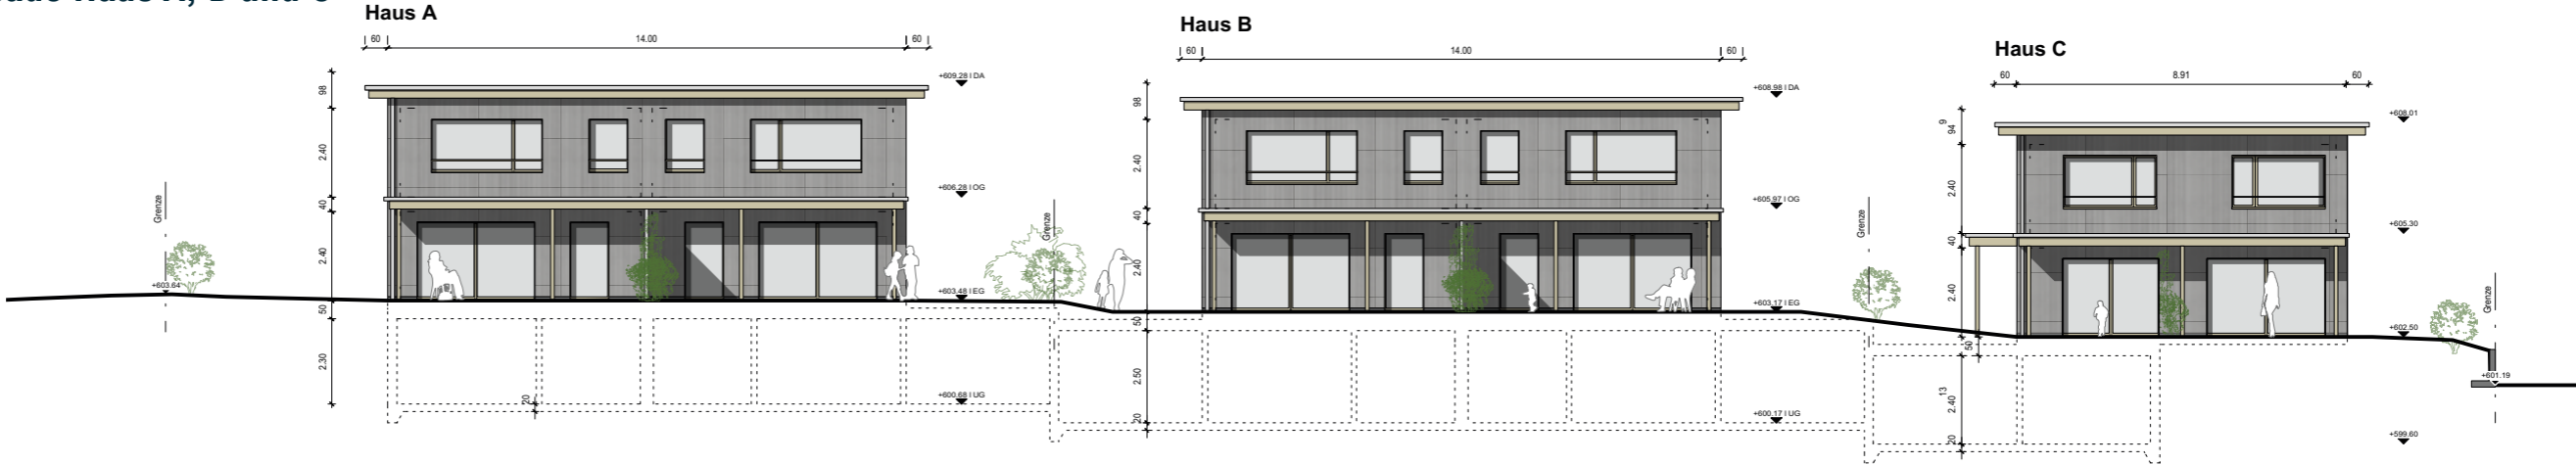 Haus A
60
14.00
60
98
2.40
40
2.40
50
2.30
20
Grenze
+603.64
+609.28 | DA
+606.28 | OG
+603.48 | EG
+600.68 | UG
Grenze
Haus B
60
14.00
60
98
2.40
40
2.40
50
2.50
20
+608.98 | DA
+605.97 | OG
+603.17 | EG
+600.17 | UG
Grenze
Haus C
60
8.91
60
9
94
2.40
40
2.40
50
13
2.40
20
+608.01
+605.30
+602.50
+599.60
Grenze
+601.19